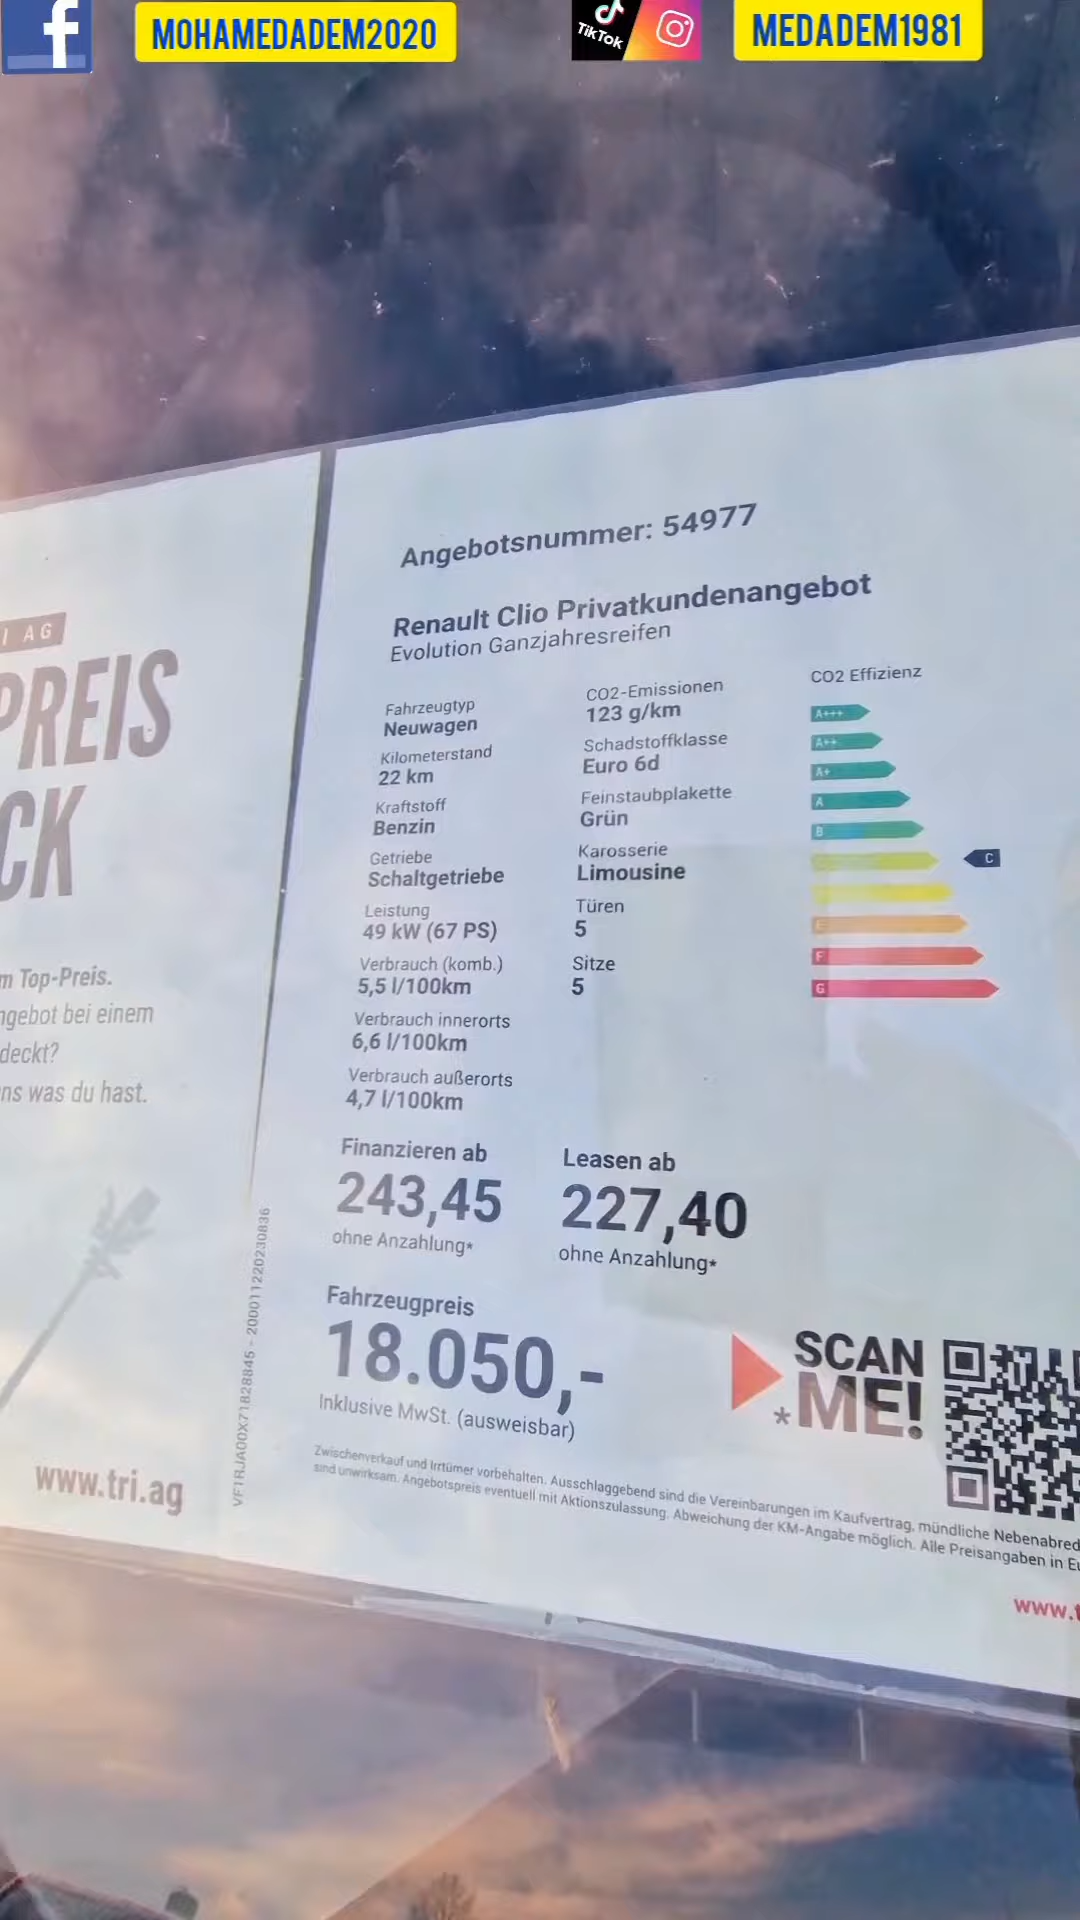 f
MOHAMEDADEM2020
TikTok
MEDADEM1981
I AG
PREIS
CK
m Top-Preis.
ngebot bei einem
deckt?
ns was du hast.
www.tri.ag
VF1RJA00X71828845 - 200011220230836
Angebotsnummer: 54977
Renault Clio Privatkundenangebot
Evolution Ganzjahresreifen
Fahrzeugtyp
Neuwagen
Kilometerstand
22 km
Kraftstoff
Benzin
Getriebe
Schaltgetriebe
Leistung
49 kW (67 PS)
Verbrauch (komb.)
5,5 l/100km
Verbrauch innerorts
6,6 l/100km
Verbrauch außerorts
4,7 l/100km
CO2-Emissionen
123 g/km
Schadstoffklasse
Euro 6d
Feinstaubplakette
Grün
Karosserie
Limousine
Türen
5
Sitze
5
CO2 Effizienz
A+++
A++
A+
A
B
C
E
F
G
Finanzieren ab
243,45
ohne Anzahlung*
Leasen ab
227,40
ohne Anzahlung*
Fahrzeugpreis
18.050,-
Inklusive MwSt. (ausweisbar)
SCAN
*ME!
Zwischenverkauf und Irrtümer vorbehalten. Ausschlaggebend sind die Vereinbarungen im Kaufvertrag, mündliche Nebenabred
sind unwirksam. Angebotspreis eventuell mit Aktionszulassung. Abweichung der KM-Angabe möglich. Alle Preisangaben in Eu
www.t